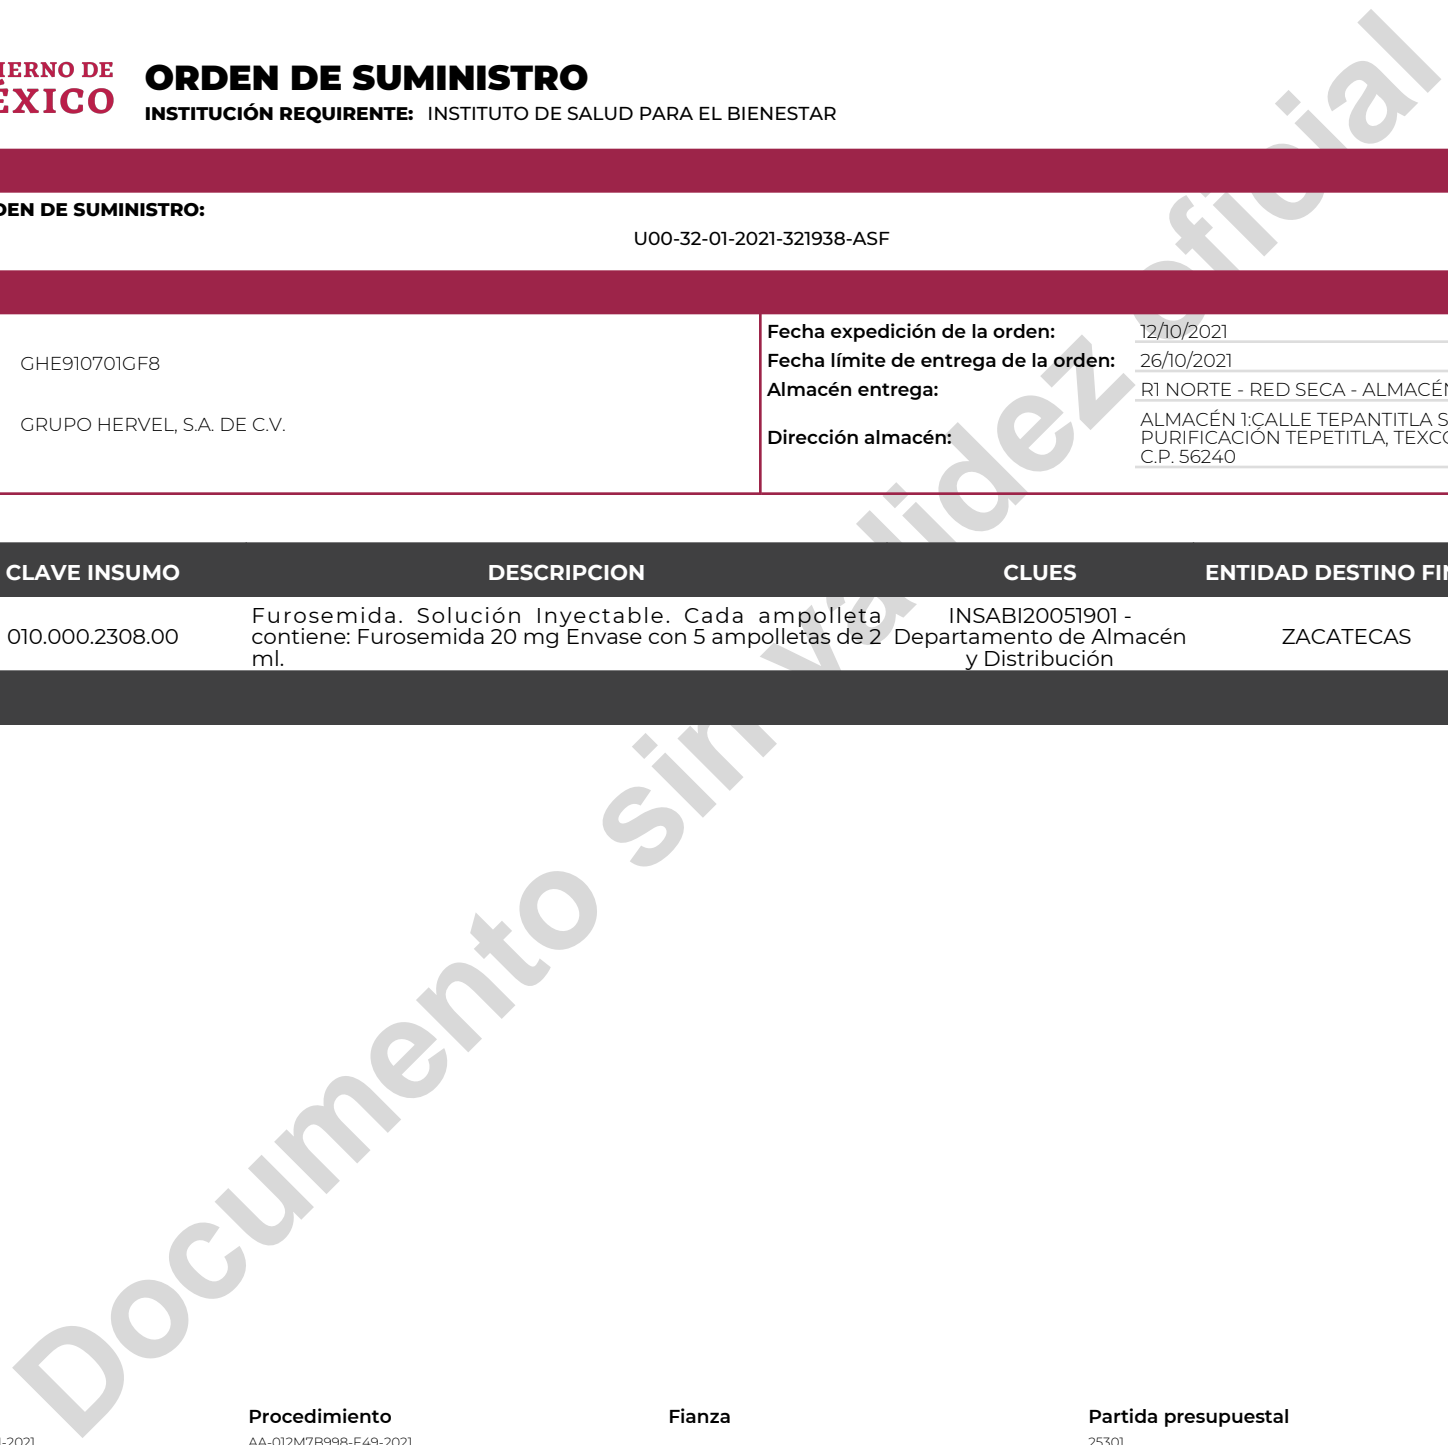 ORDEN DE SUMINISTRO
INSTITUCIÓN REQUIRENTE: INSTITUTO DE SALUD PARA EL BIENESTAR
DE
XICO
DE SUMINISTRO:
U00-32-01-2021-321938-ASF
GHE910701GF8
GRUPO HERVEL, S.A. DE C.V.
Fecha expedición de la orden: 12/10/2021
Fecha límite de entrega de la orden: 26/10/2021
Almacén entrega: R1 NORTE - RED SECA - ALMACÉN
Dirección almacén: ALMACÉN 1:CALLE TEPANTITLA
PURIFICACIÓN TEPETITLA,
C.P. 56240
CLAVE INSUMO DESCRIPCION CLUES ENTIDAD DESTINO
010.000.2308.00
Furosemida. Solución Inyectable. Cada ampolleta
contiene: Furosemida 20 mg Envase con 5 ampolletas de 2
ml.
INSABI20051901 -
Departamento de Almacén
y Distribución
ZACATECAS
Documento sin validez oficial
Procedimiento Fianza Partida presupuestal
AA-012M7B998-E49-2021 25301